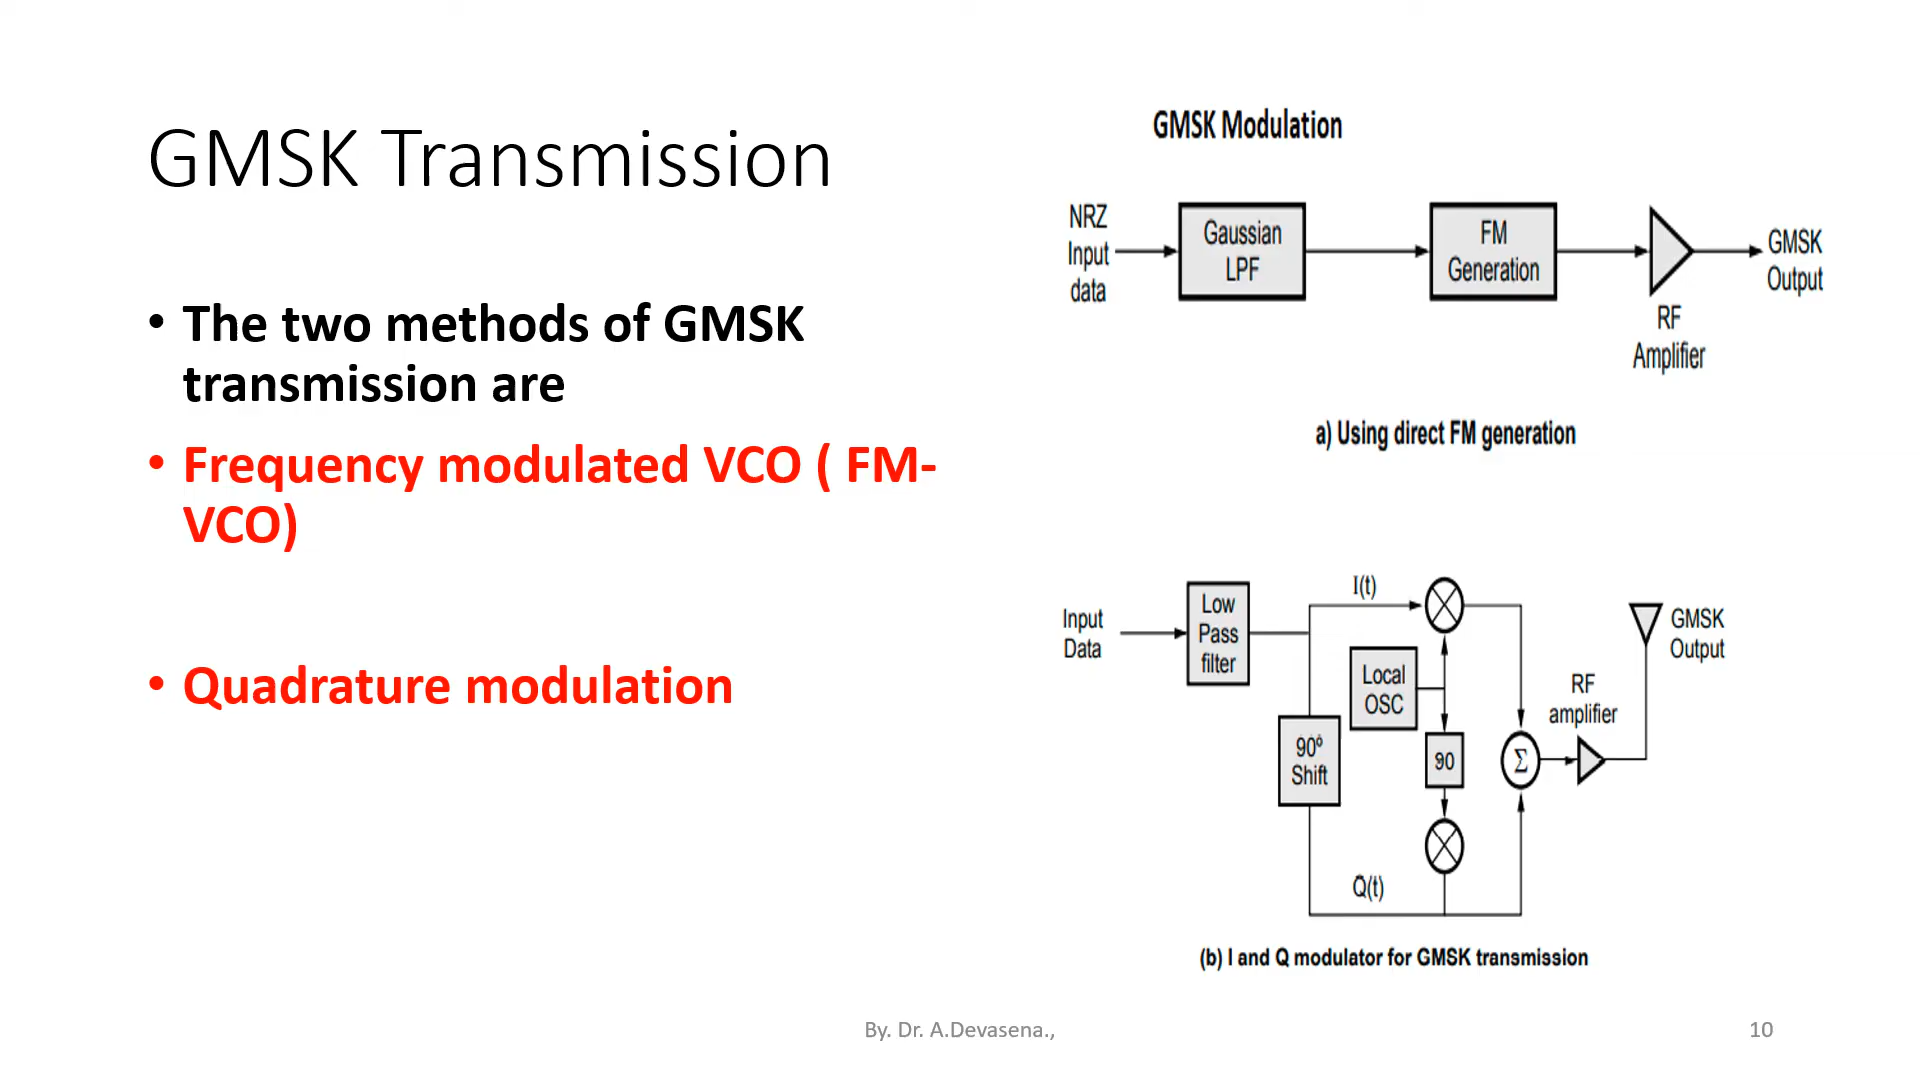 GMSK Transmission
• The two methods of GMSK
transmission are
• Frequency modulated VCO ( FM-
VCO)
• Quadrature modulation
GMSK Modulation
NRZ
Input
data
Gaussian
LPF
FM
Generation
RF
Amplifier
GMSK
Output
a) Using direct FM generation
Input
Data
Low
Pass
filter
I(t)
Local
OSC
90º
Shift
90
Σ
Q(t)
RF
amplifier
GMSK
Output
(b) I and Q modulator for GMSK transmission
By. Dr. A.Devasena.,
10